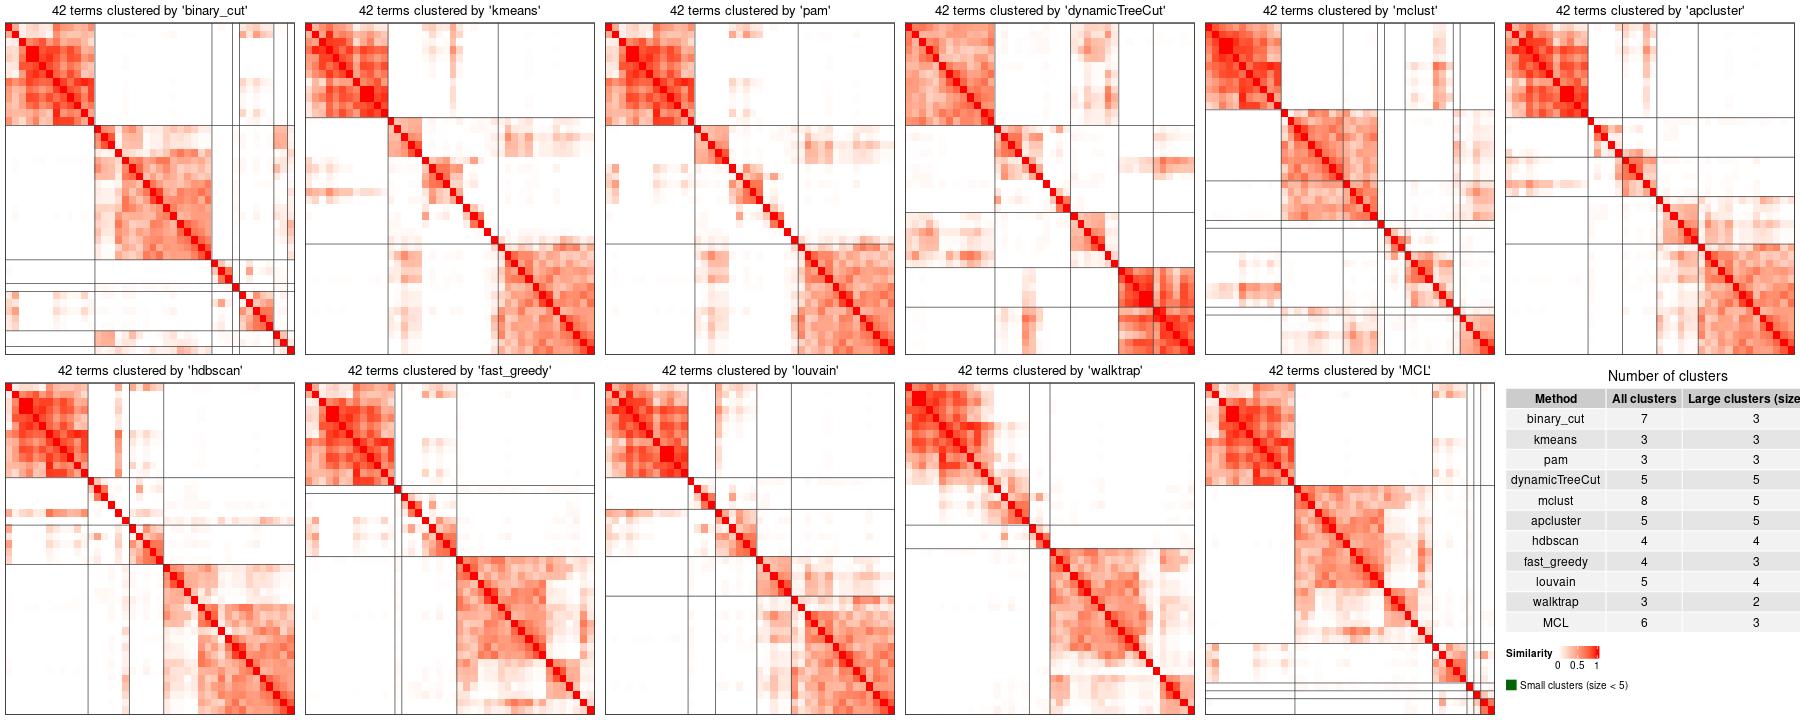 42 terms clustered by 'binary_cut'
42 terms clustered by 'kmeans'
42 terms clustered by 'pam'
42 terms clustered by 'dynamicTreeCut'
42 terms clustered by 'mclust'
42 terms clustered by 'apcluster'
42 terms clustered by 'hdbscan'
42 terms clustered by 'fast_greedy'
42 terms clustered by 'louvain'
42 terms clustered by 'walktrap'
42 terms clustered by 'MCL'
Number of clusters
Method All clusters Large clusters (size
binary_cut 7 3
kmeans 3 3
pam 3 3
dynamicTreeCut 5 5
mclust 8 5
apcluster 5 5
hdbscan 4 4
fast_greedy 4 3
louvain 5 4
walktrap 3 2
MCL 6 3
Similarity
0 0.5 1
Small clusters (size < 5)